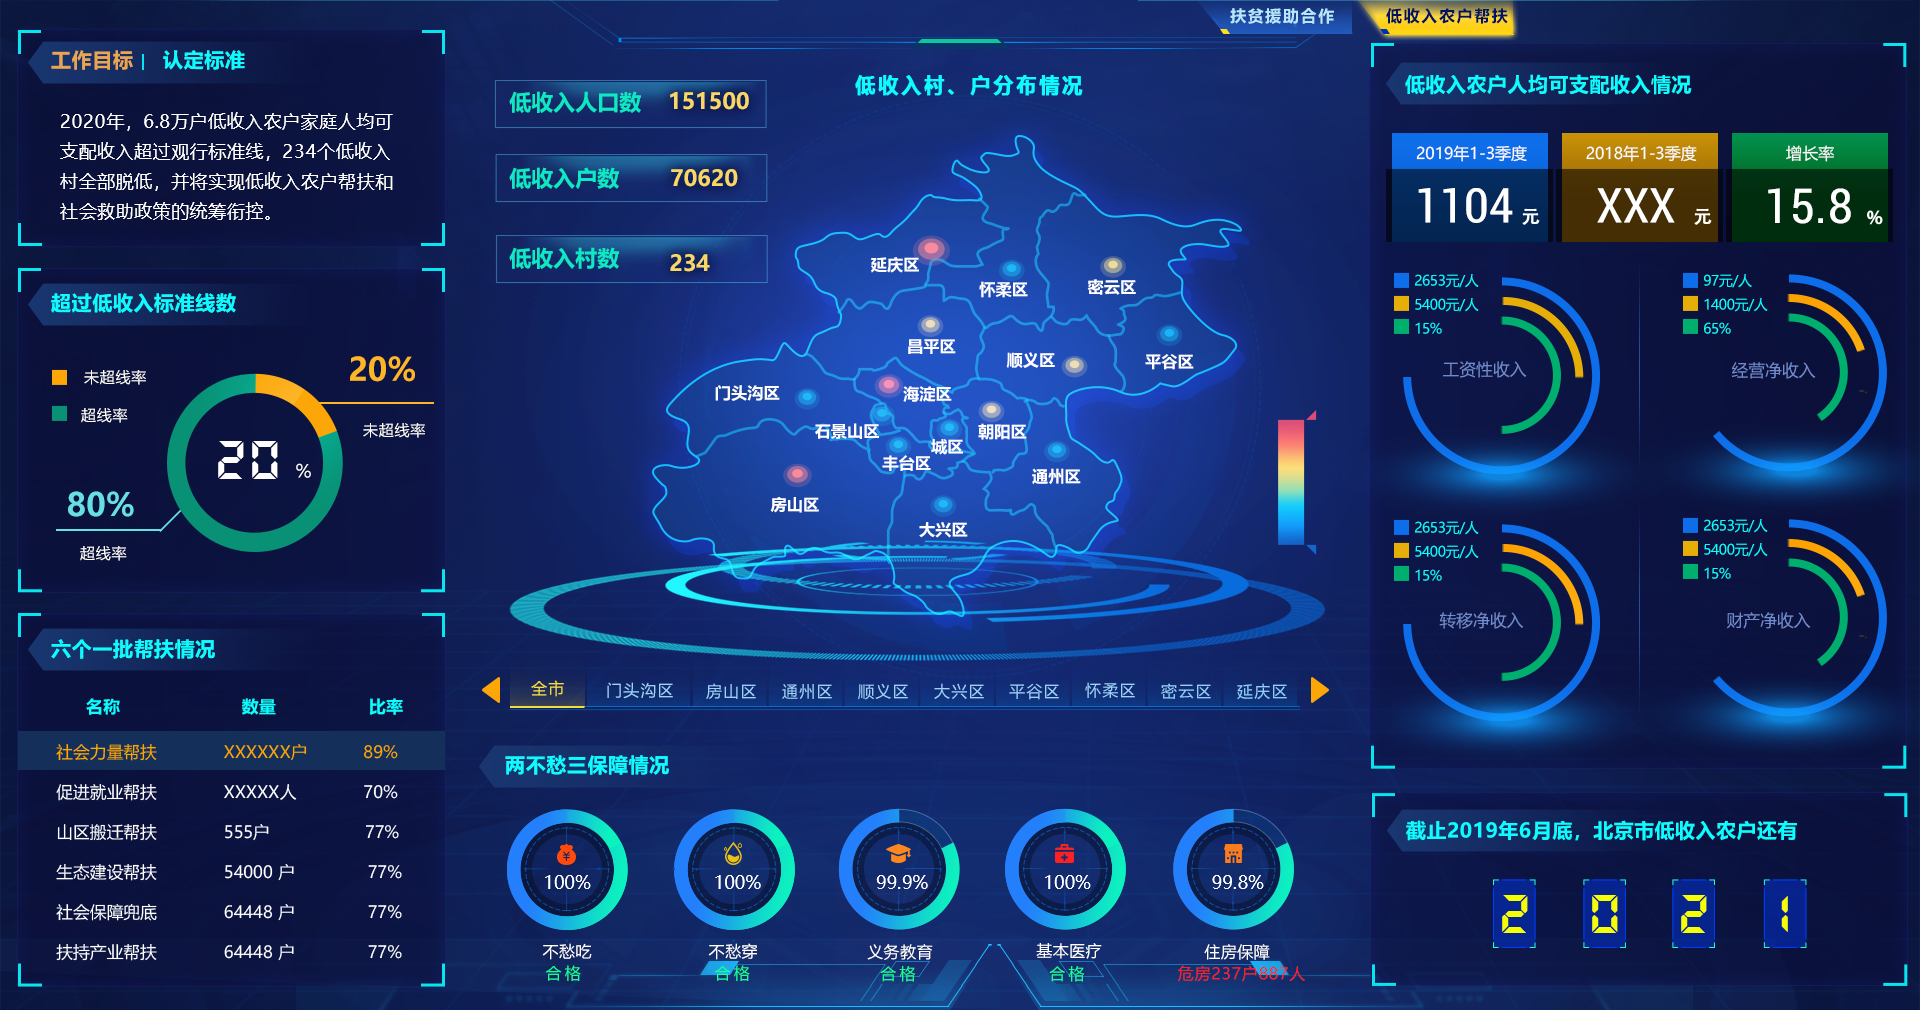 扶贫援助合作
低收入农户帮扶
工作目标
认定标准
2020年，6.8万户低收入农户家庭人均可
支配收入超过观行标准线，234个低收入
村全部脱低，并将实现低收入农户帮扶和
社会救助政策的统筹衔控。
超过低收入标准线数
未超线率
超线率
20%
未超线率
20 %
80%
超线率
六个一批帮扶情况
名称 数量 比率
社会力量帮扶 XXXXXX户 89%
促进就业帮扶 XXXXX人 70%
山区搬迁帮扶 555户 77%
生态建设帮扶 54000 户 77%
社会保障兜底 64448 户 77%
扶持产业帮扶 64448 户 77%
低收入人口数 151500
低收入户数 70620
低收入村数 234
低收入村、户分布情况
延庆区
怀柔区
密云区
昌平区
顺义区
平谷区
门头沟区
海淀区
石景山区
城区
朝阳区
丰台区
通州区
房山区
大兴区
全市 门头沟区 房山区 通州区 顺义区 大兴区 平谷区 怀柔区 密云区 延庆区
两不愁三保障情况
100%
不愁吃
合格
100%
不愁穿
合格
99.9%
义务教育
合格
100%
基本医疗
合格
99.8%
住房保障
危房237户887人
低收入农户人均可支配收入情况
2019年1-3季度
1104 元
2018年1-3季度
XXX 元
增长率
15.8 %
2653元/人
5400元/人
15%
工资性收入
97元/人
1400元/人
65%
经营净收入
2653元/人
5400元/人
15%
转移净收入
2653元/人
5400元/人
15%
财产净收入
截止2019年6月底，北京市低收入农户还有
2 0 2 1